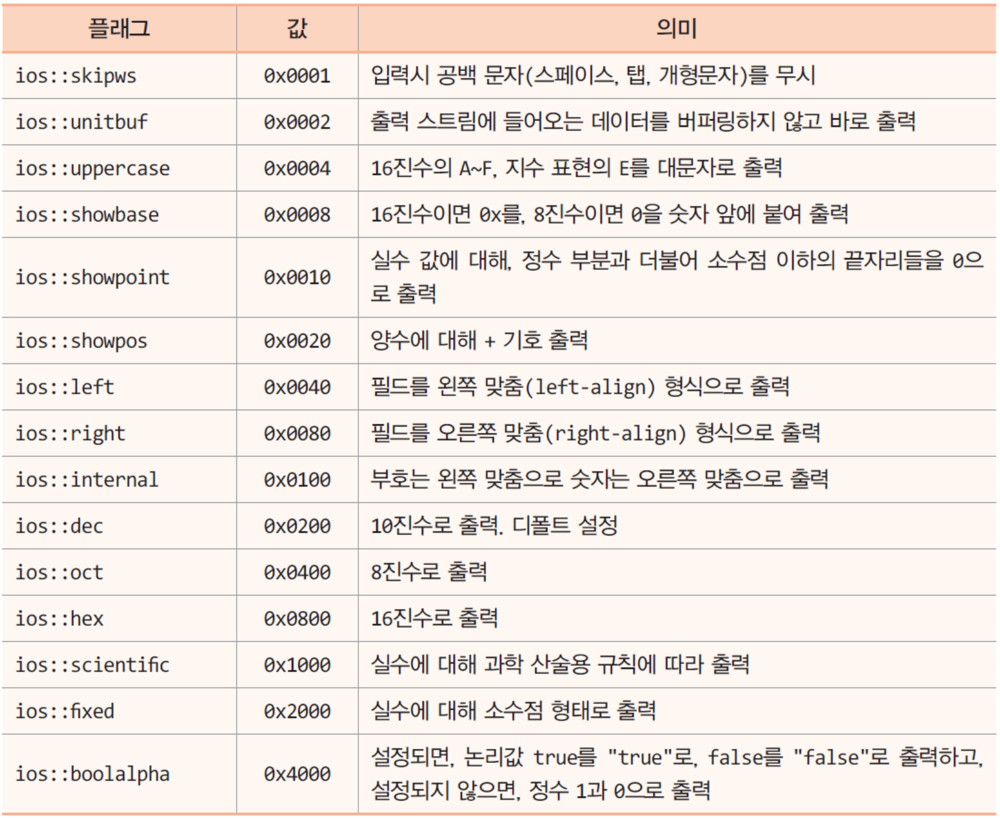 플래그 값 의미
ios::skipws 0x0001 입력시 공백 문자(스페이스, 탭, 개형문자)를 무시
ios::unitbuf 0x0002 출력 스트림에 들어오는 데이터를 버퍼링하지 않고 바로 출력
ios::uppercase 0x0004 16진수의 A~F, 지수 표현의 E를 대문자로 출력
ios::showbase 0x0008 16진수이면 0x를, 8진수이면 0을 숫자 앞에 붙여 출력
ios::showpoint 0x0010 실수 값에 대해, 정수 부분과 더불어 소수점 이하의 끝자리들을 0으
로 출력
ios::showpos 0x0020 양수에 대해 + 기호 출력
ios::left 0x0040 필드를 왼쪽 맞춤(left-align) 형식으로 출력
ios::right 0x0080 필드를 오른쪽 맞춤(right-align) 형식으로 출력
ios::internal 0x0100 부호는 왼쪽 맞춤으로 숫자는 오른쪽 맞춤으로 출력
ios::dec 0x0200 10진수로 출력. 디폴트 설정
ios::oct 0x0400 8진수로 출력
ios::hex 0x0800 16진수로 출력
ios::scientific 0x1000 실수에 대해 과학 산술용 규칙에 따라 출력
ios::fixed 0x2000 실수에 대해 소수점 형태로 출력
ios::boolalpha 0x4000 설정되면, 논리값 true를 "true"로, false를 "false"로 출력하고,
설정되지 않으면, 정수 1과 0으로 출력